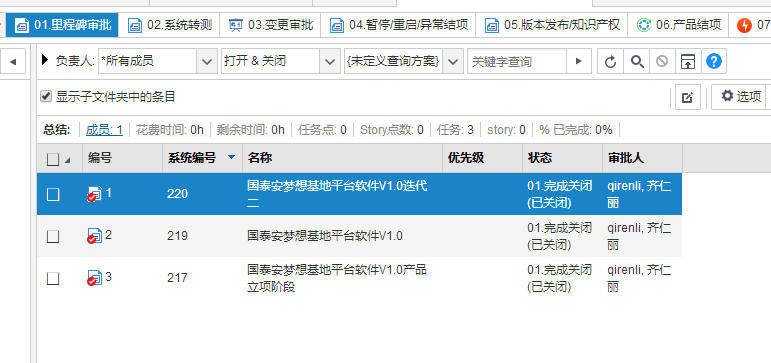 01.里程碑审批 02.系统转测 03.变更审批 04.暂停/重启/异常结项 05.版本发布/知识产权 06.产品结项 07
负责人: *所有成员 打开 & 关闭 {未定义查询方案} 关键字查询
显示子文件夹中的条目 选项
总结: 成员: 1 花费时间: 0h 剩余时间: 0h 任务点: 0 Story点数: 0 任务: 3 story: 0 % 已完成: 0%
编号 系统编号 名称 优先级 状态 审批人
1 220 国泰安梦想基地平台软件V1.0迭代 01.完成关闭 qirenli, 齐仁
二 (已关闭) 丽
2 219 国泰安梦想基地平台软件V1.0 01.完成关闭 qirenli, 齐仁
(已关闭) 丽
3 217 国泰安梦想基地平台软件V1.0产品 01.完成关闭 qirenli, 齐仁
立项阶段 (已关闭) 丽